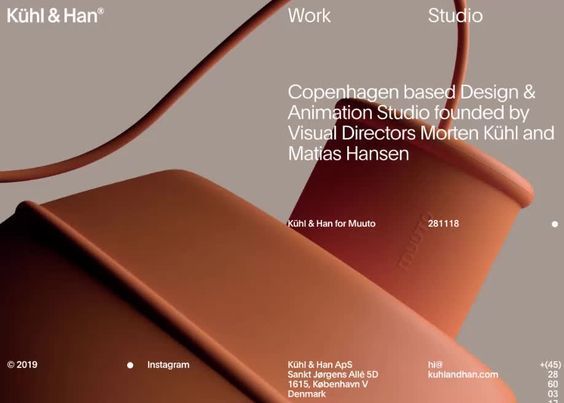 Kühl & Han®
Work
Studio
Copenhagen based Design &
Animation Studio founded by
Visual Directors Morten Kühl and
Matias Hansen
Kühl & Han for Muuto
281118
MUUTO
© 2019
Instagram
Kühl & Han ApS
Sankt Jørgens Allé 5D
1615, København V
Denmark
hi@
kuhlandhan.com
+(45)
28
60
03